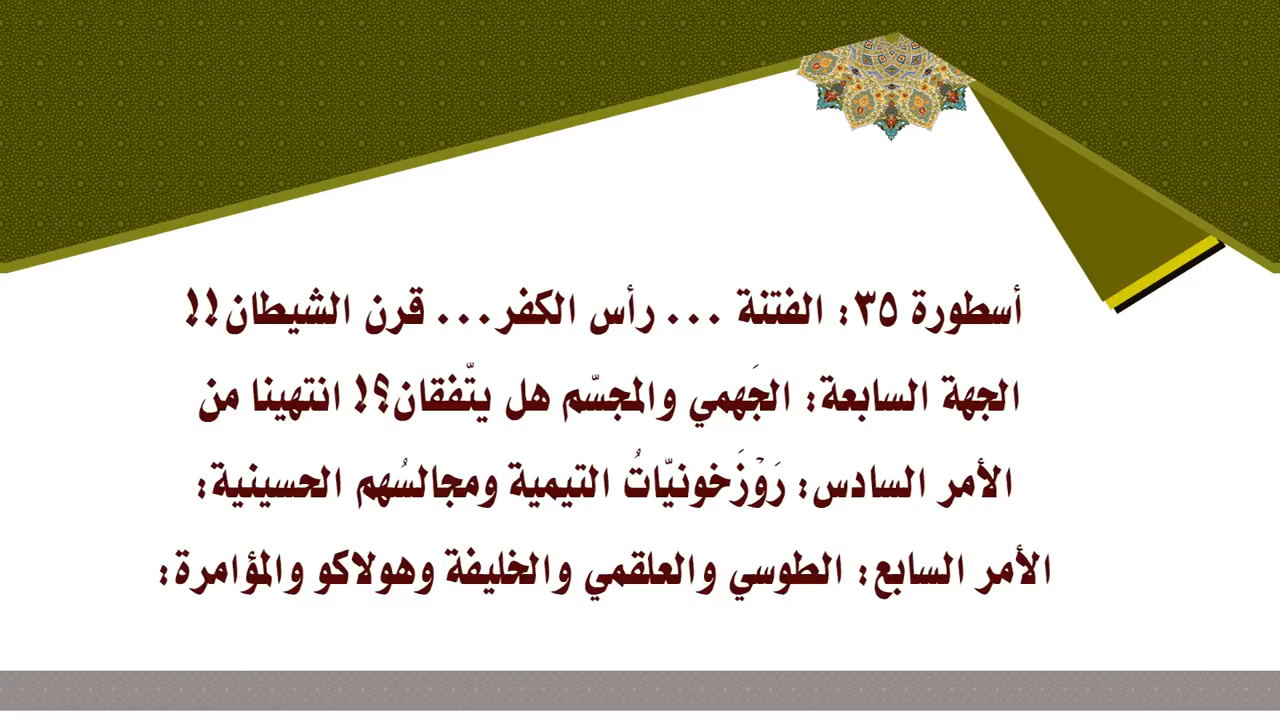 أسطورة ٣٥: الفتنة ... رأس الكفر... قرن الشيطان!!
الجهة السابعة: الجَهمي والمجسّم هل يتّفقان؟! انتهينا من
الأمر السادس: رَوْزَخونيّاتُ التيمية ومجالسُهم الحسينية:
الأمر السابع: الطوسي والعلقمي والخليفة وهولاكو والمؤامرة: